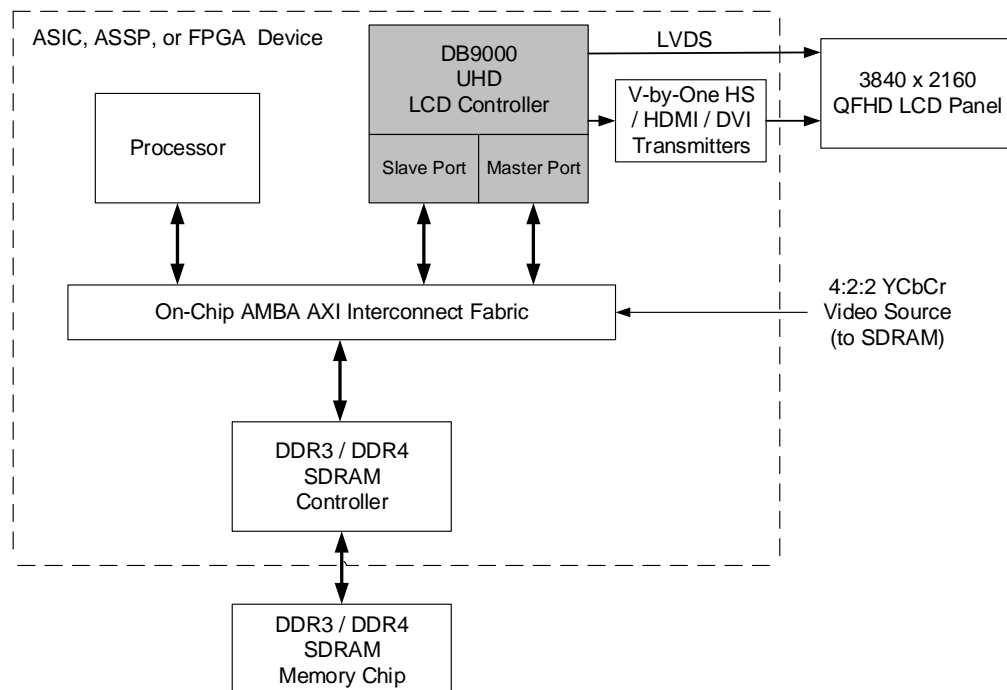 ASIC, ASSP, or FPGA Device
DB9000
UHD
LCD Controller
Slave Port
Master Port
LVDS
3840 x 2160
QFHD LCD Panel
V-by-One HS
/ HDMI / DVI
Transmitters
Processor
On-Chip AMBA AXI Interconnect Fabric
4:2:2 YCbCr
Video Source
(to SDRAM)
DDR3 / DDR4
SDRAM
Controller
DDR3 / DDR4
SDRAM
Memory Chip